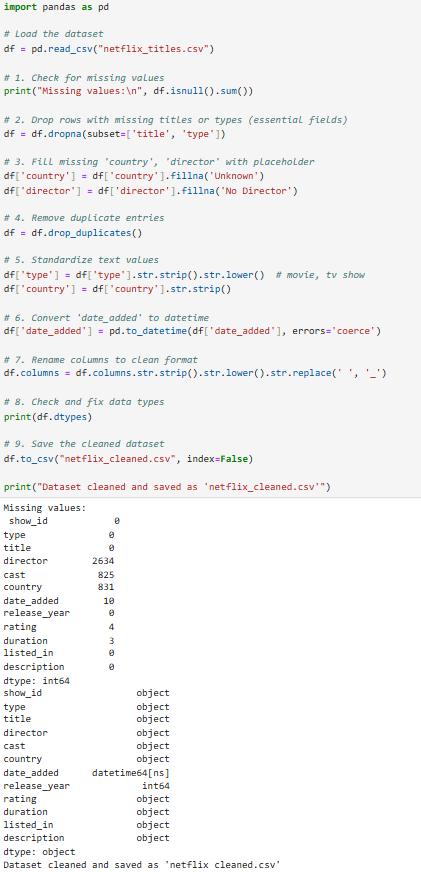 import pandas as pd
# Load the dataset
df = pd.read_csv("netflix_titles.csv")
# 1. Check for missing values
print("Missing values:\n", df.isnull().sum())
# 2. Drop rows with missing titles or types (essential fields)
df = df.dropna(subset=['title', 'type'])
# 3. Fill missing 'country', 'director' with placeholder
df['country'] = df['country'].fillna('Unknown')
df['director'] = df['director'].fillna('No Director')
# 4. Remove duplicate entries
df = df.drop_duplicates()
# 5. Standardize text values
df['type'] = df['type'].str.strip().str.lower()  # movie, tv show
df['country'] = df['country'].str.strip()
# 6. Convert 'date_added' to datetime
df['date_added'] = pd.to_datetime(df['date_added'], errors='coerce')
# 7. Rename columns to clean format
df.columns = df.columns.str.strip().str.lower().str.replace(' ', '_')
# 8. Check and fix data types
print(df.dtypes)
# 9. Save the cleaned dataset
df.to_csv("netflix_cleaned.csv", index=False)
print("Dataset cleaned and saved as 'netflix_cleaned.csv'")
Missing values:
show_id 0
type 0
title 0
director 2634
cast 825
country 831
date_added 10
release_year 0
rating 4
duration 3
listed_in 0
description 0
dtype: int64
show_id object
type object
title object
director object
cast object
country object
date_added datetime64[ns]
release_year int64
rating object
duration object
listed_in object
description object
dtype: object
Dataset cleaned and saved as 'netflix_cleaned.csv'